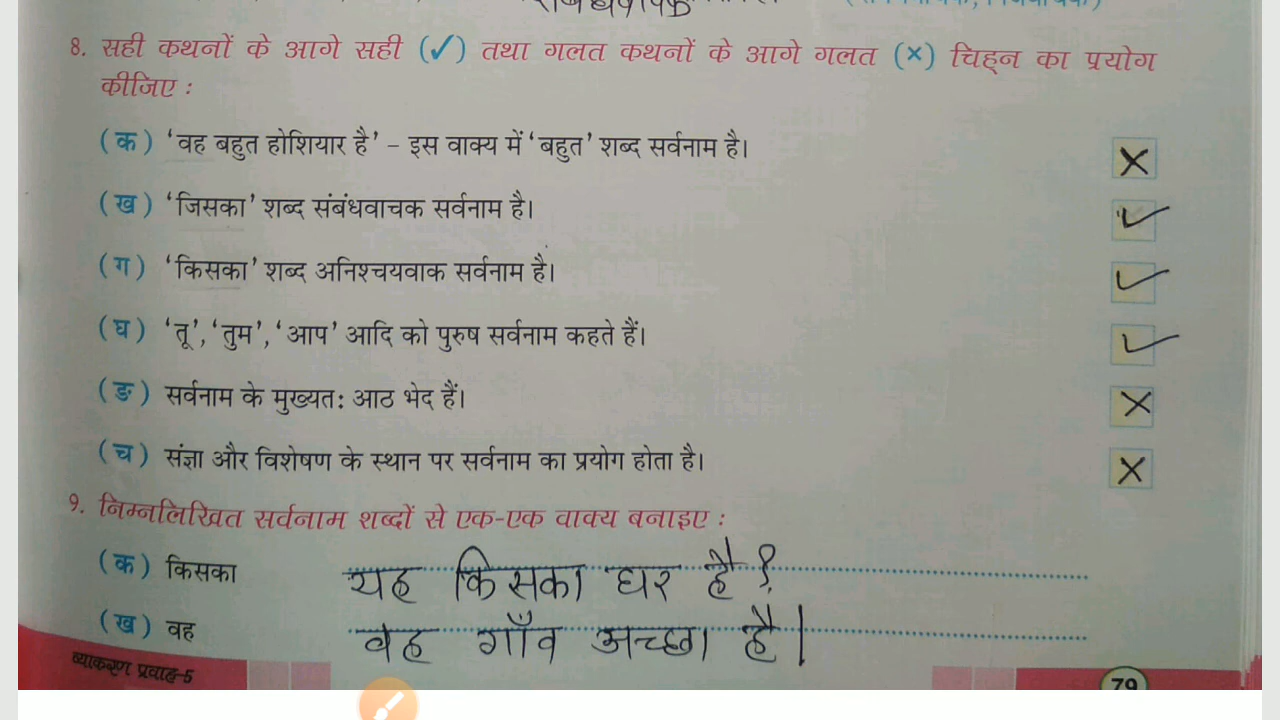 8. सही कथनों के आगे सही (✓) तथा गलत कथनों के आगे गलत (×) चिह्न का प्रयोग
कीजिए :
(क) 'वह बहुत होशियार है' - इस वाक्य में 'बहुत' शब्द सर्वनाम है। ×
(ख) 'जिसका' शब्द संबंधवाचक सर्वनाम है। ✓
(ग) 'किसका' शब्द अनिश्चयवाक सर्वनाम है। ✓
(घ) 'तू', 'तुम', 'आप' आदि को पुरुष सर्वनाम कहते हैं। ✓
(ङ) सर्वनाम के मुख्यत: आठ भेद हैं। ×
(च) संज्ञा और विशेषण के स्थान पर सर्वनाम का प्रयोग होता है। ×
9. निम्नलिखित सर्वनाम शब्दों से एक-एक वाक्य बनाइए :
(क) किसका यह किसका घर है?
(ख) वह वह गाँव अच्छा है।
व्याकरण प्रवाह-5
79